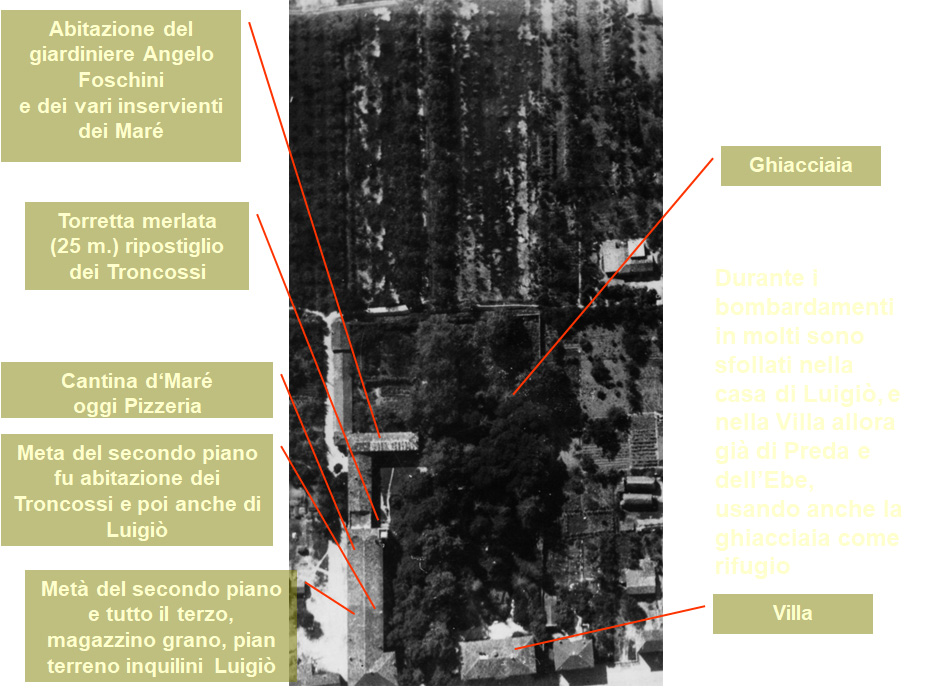 Abitazione del
giardiniere Angelo
Foschini
e dei vari inservienti
dei Maré
Torretta merlata
(25 m.) ripostiglio
dei Troncossi
Cantina d‘Maré
oggi Pizzeria
Meta del secondo piano
fu abitazione dei
Troncossi e poi anche di
Luigiò
Metà del secondo piano
e tutto il terzo,
magazzino grano, pian
terreno inquilini Luigiò
Ghiacciaia
Durante i
bombardamenti
in molti sono
sfollati nella
casa di Luigiò, e
nella Villa allora
già di Preda e
dell’Ebe,
usando anche la
ghiacciaia come
rifugio
Villa